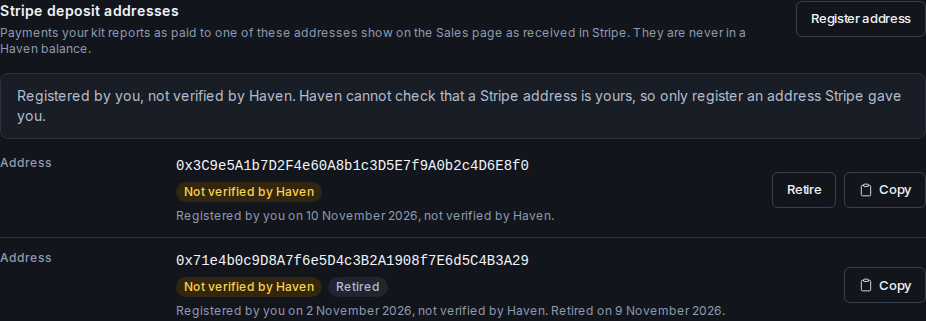 Stripe deposit addresses
Register address
Payments your kit reports as paid to one of these addresses show on the Sales page as received in Stripe. They are never in a
Haven balance.
Registered by you, not verified by Haven. Haven cannot check that a Stripe address is yours, so only register an address Stripe gave
you.
Address
0x3C9e5A1b7D2F4e60A8b1c3D5E7f9A0b2c4D6E8f0
Not verified by Haven
Retire
Copy
Registered by you on 10 November 2026, not verified by Haven.
Address
0x71e4b0c9D8A7f6e5D4c3B2A1908f7E6d5C4B3A29
Not verified by Haven
Retired
Copy
Registered by you on 2 November 2026, not verified by Haven. Retired on 9 November 2026.